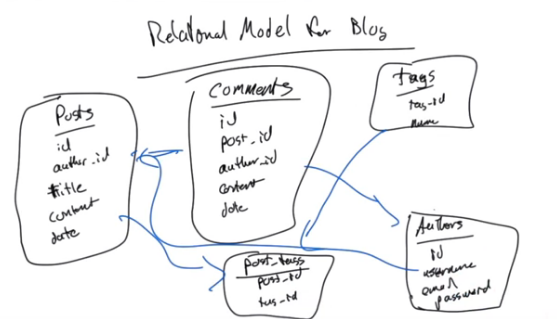 Relational Model for Blog
Posts
id
author_id
title
content
date
Comments
id
post_id
author_id
content
date
tags
tag_id
name
post_tags
post_id
tag_id
Authors
id
username
email
password